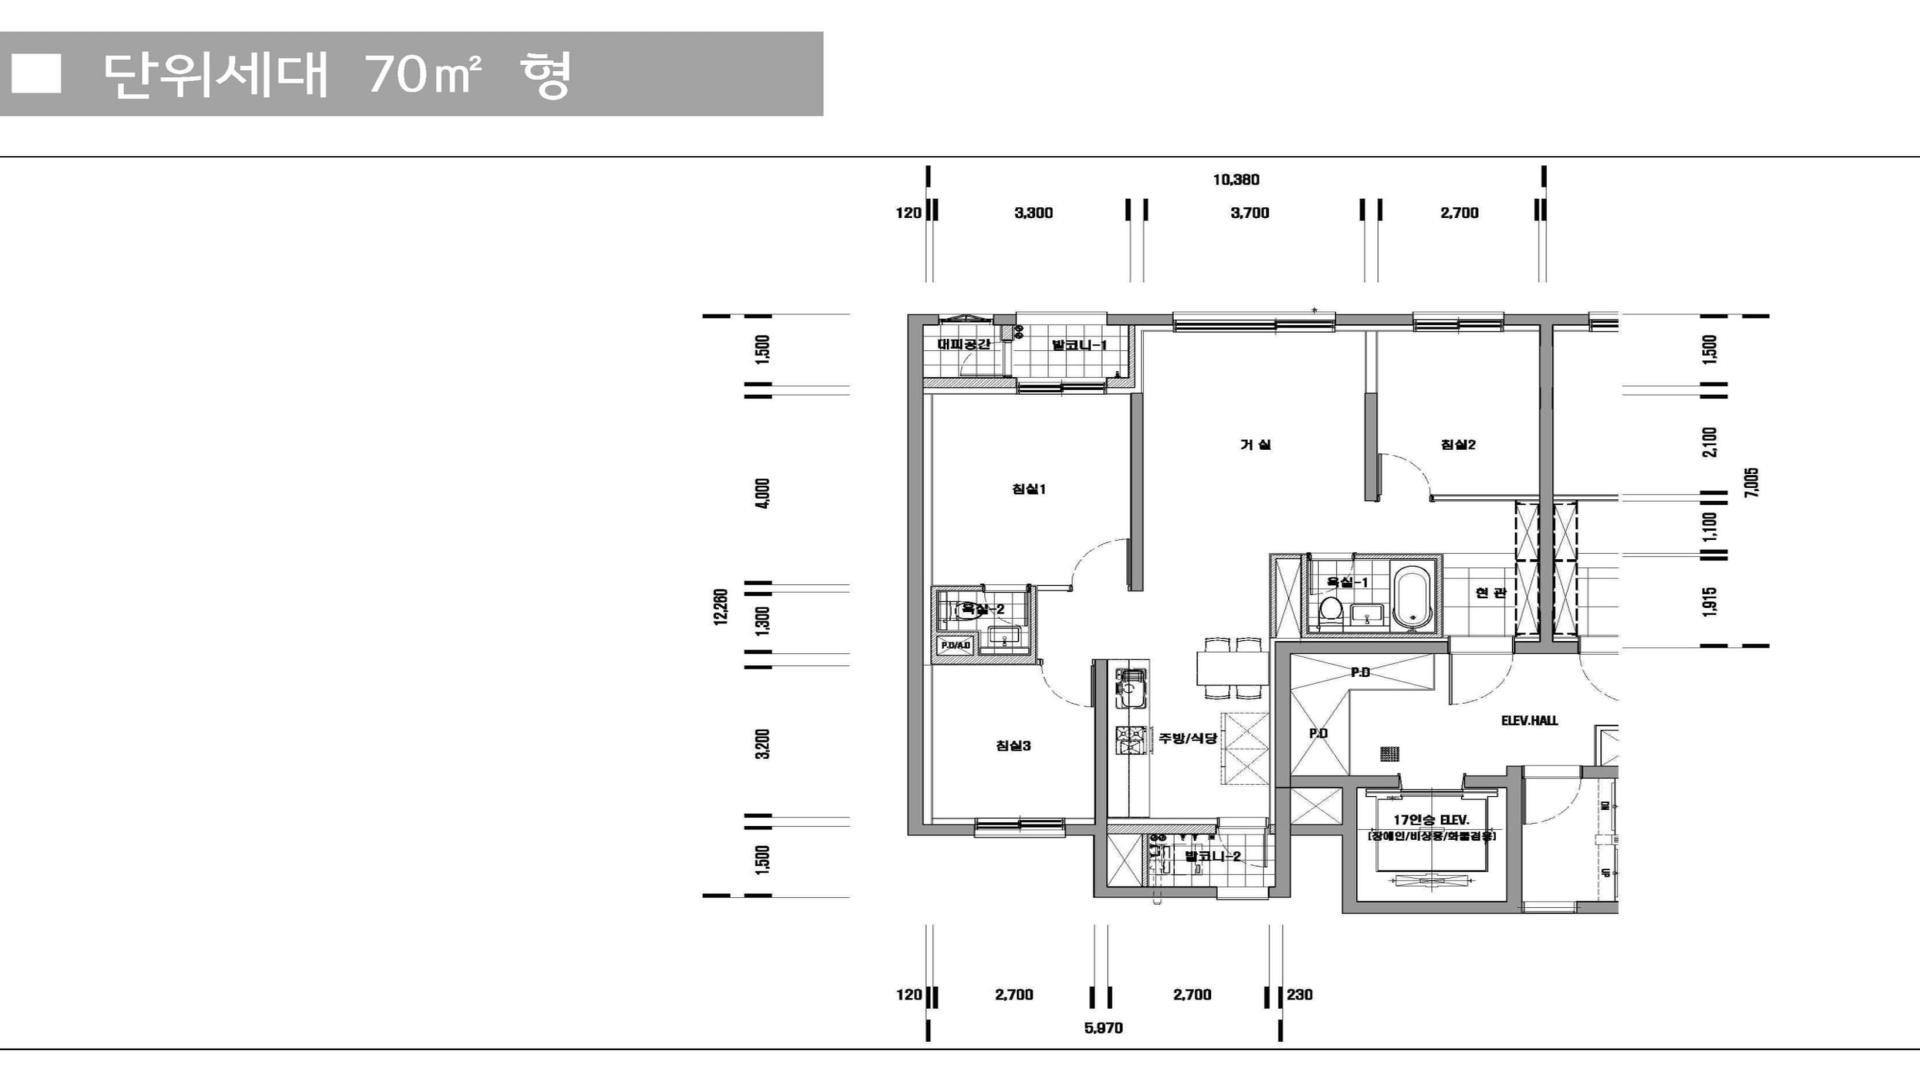 단위세대 70㎡ 형
10,380
120 3,300 3,700 2,700
대피공간 발코니-1
1,500 1,500
거 실 침실2
침실1
4,000 2,100
7,005
1,100
욕실-1 현 관
욕실-2
12,260 1,300 1,915
P.D/A.D
P.D
ELEV.HALL
P.D
침실3 주방/식당
3,200
17인승 ELEV.
[장애인/비상용/화물겸용]
DN
발코니-2
1,500
UP
120 2,700 2,700 230
5,970